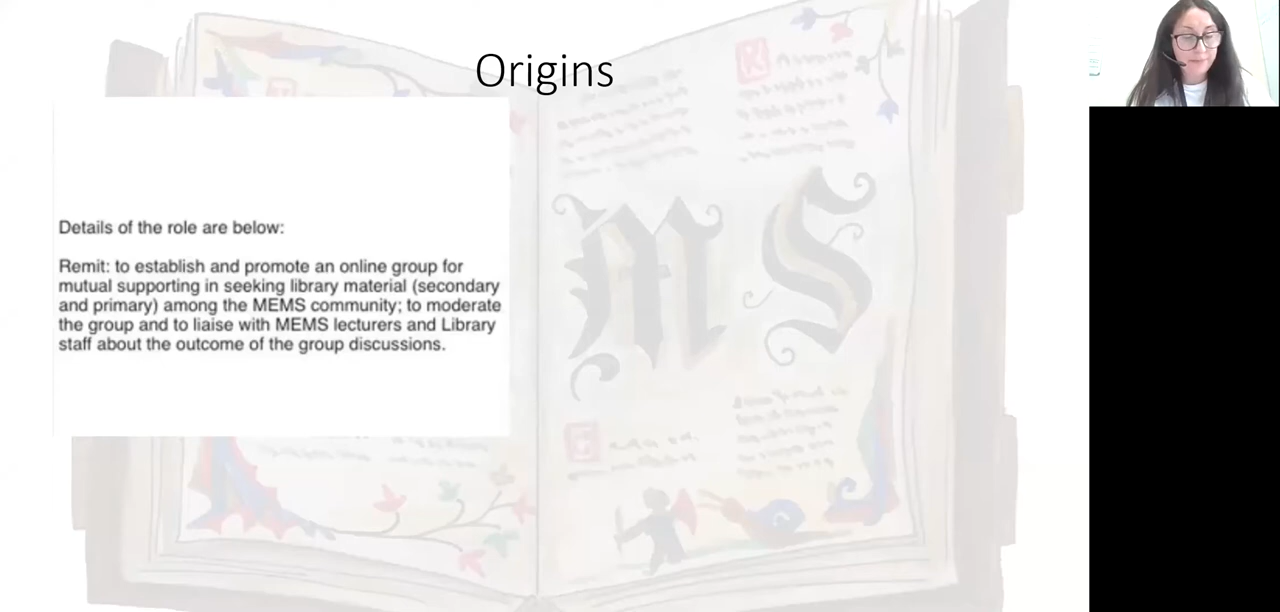 Origins
Details of the role are below:
Remit: to establish and promote an online group for
mutual supporting in seeking library material (secondary
and primary) among the MEMS community; to moderate
the group and to liaise with MEMS lecturers and Library
staff about the outcome of the group discussions.
M S